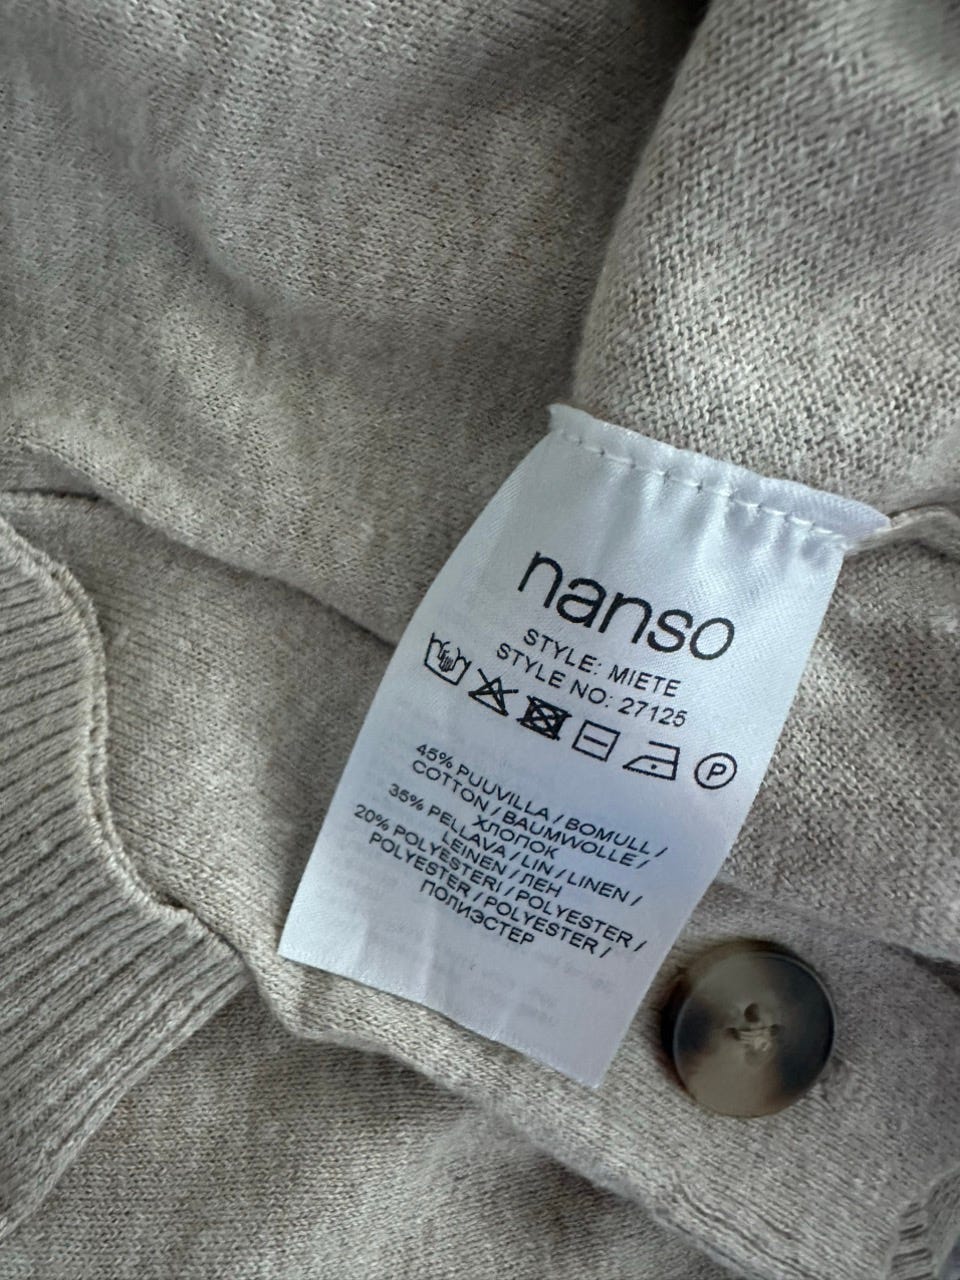 nanso
STYLE: MIETE
STYLE NO: 27125
P
45% PUUVILLA / BOMULL /
COTTON / BAUMWOLLE /
ХЛОПОК
35% PELLAVA / LIN / LINEN /
LEINEN / ЛЕН
20% POLYESTERI / POLYESTER /
POLYESTER / POLYESTER /
ПОЛИЭСТЕР